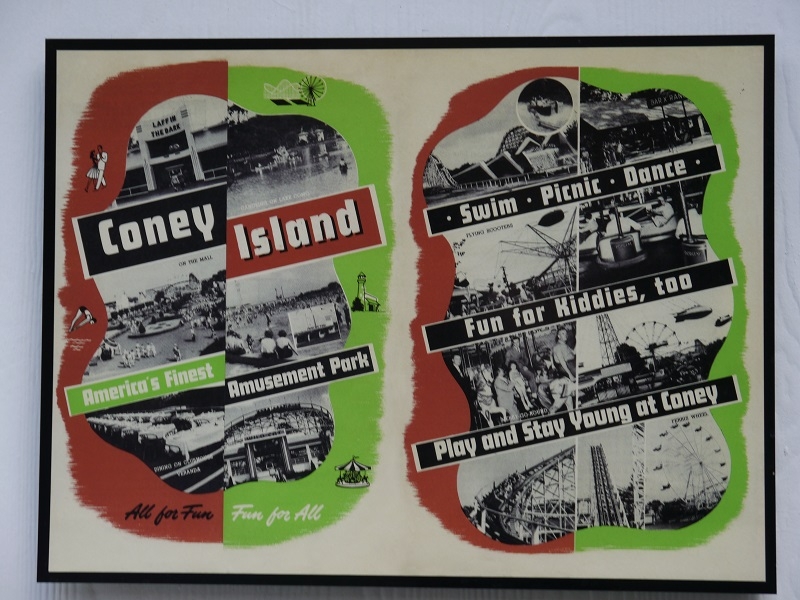 LAFF IN
THE DARK
Coney Island
ON THE MALL
America's Finest Amusement Park
DINING ON
VERANDA
All for Fun Fun for All
· Swim · Picnic · Dance ·
FLYING SCOOTERS
Fun for Kiddies, too
Play and Stay Young at Coney
FERRIS WHEEL